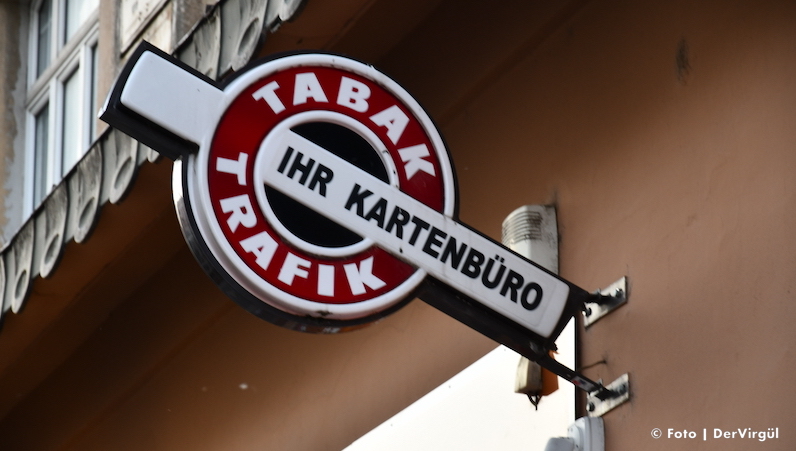 TABAK
TRAFIK
IHR KARTENBÜRO
© Foto | DerVirgül